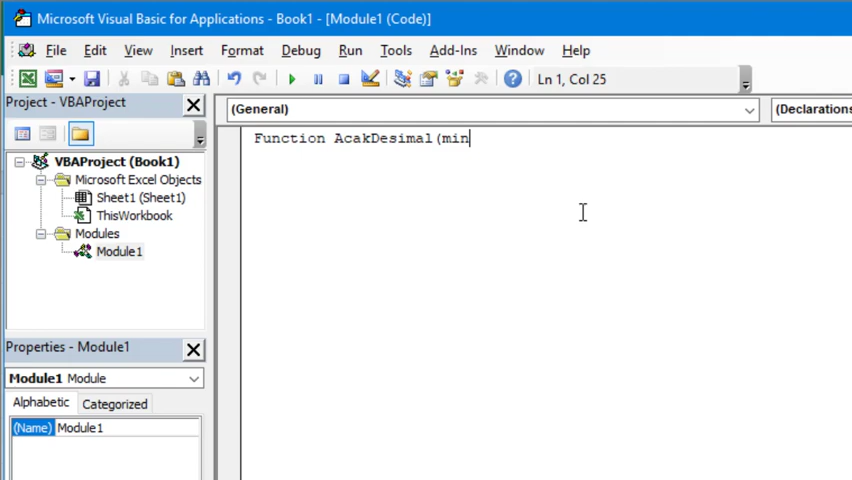 Microsoft Visual Basic for Applications - Book1 - [Module1 (Code)]
File Edit View Insert Format Debug Run Tools Add-Ins Window Help
Ln 1, Col 25
Project - VBAProject
(General)
(Declarations
Function AcakDesimal(min
VBAProject (Book1)
Microsoft Excel Objects
Sheet1 (Sheet1)
ThisWorkbook
Modules
Module1
Properties - Module1
Module1 Module
Alphabetic Categorized
(Name) Module1